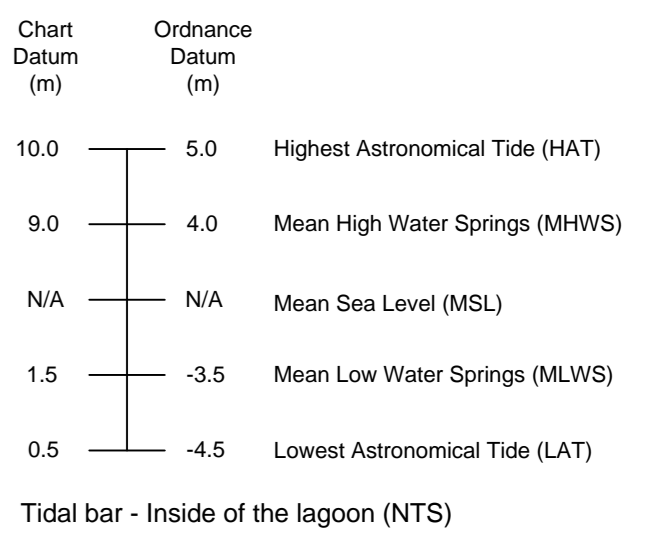 Chart Ordnance
Datum Datum
(m) (m)
10.0 5.0 Highest Astronomical Tide (HAT)
9.0 4.0 Mean High Water Springs (MHWS)
N/A N/A Mean Sea Level (MSL)
1.5 -3.5 Mean Low Water Springs (MLWS)
0.5 -4.5 Lowest Astronomical Tide (LAT)
Tidal bar - Inside of the lagoon (NTS)